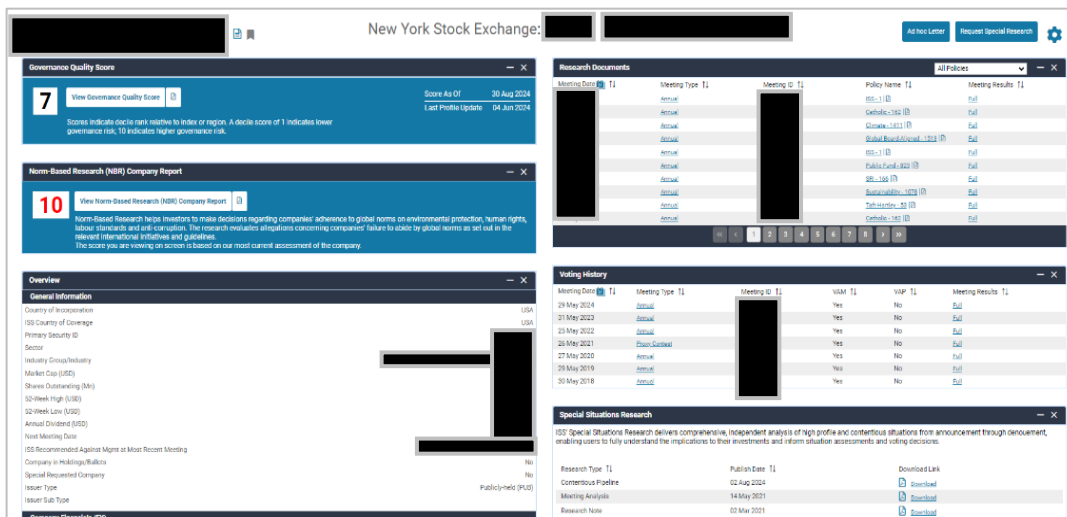 New York Stock Exchange:
Ad hoc Letter
Request Special Research
Governance Quality Score
7
View Governance Quality Score
Score As Of 30 Aug 2024
Last Profile Update 04 Jun 2024
Scores indicate decile rank relative to index or region. A decile score of 1 indicates lower
governance risk; 10 indicates higher governance risk.
Norm-Based Research (NBR) Company Report
10
View Norm-Based Research (NBR) Company Report
Norm-Based Research helps investors to make decisions regarding companies' adherence to global norms on environmental protection, human rights,
labour standards and anti-corruption. The research evaluates allegations concerning companies' failure to abide by global norms as set out in the
relevant international initiatives and guidelines.
The score you are viewing on screen is based on our most current assessment of the company.
Overview
General Information
Country of Incorporation USA
ISS Country of Coverage USA
Primary Security ID
Sector
Industry Group/Industry
Market Cap (USD)
Shares Outstanding (Mn)
52-Week High (USD)
52-Week Low (USD)
Annual Dividend (USD)
Next Meeting Date
ISS Recommended Against Mgmt at Most Recent Meeting
Company in Holdings/Ballots No
Special Requested Company No
Issuer Type Publicly-held (PUB)
Issuer Sub Type
Research Documents
All Policies
Meeting Date Meeting Type Meeting ID Policy Name Meeting Results
Annual ISS - 1 Full
Annual Catholic - 162 Full
Annual Climate - 1411 Full
Annual Global Board-Aligned - Full
Annual ISS - 1 Full
Annual Public Fund - 823 Full
Annual SRI - 166 Full
Annual Sustainability - 1078 Full
Annual Taft-Hartley - 53 Full
Annual Catholic - 162 Full
« < 1 2 3 4 5 6 7 8 > »
Voting History
Meeting Date Meeting Type Meeting ID VAM VAP Meeting Results
29 May 2024 Annual Yes No Full
31 May 2023 Annual Yes No Full
25 May 2022 Annual Yes No Full
26 May 2021 Proxy Contest Yes No Full
27 May 2020 Annual Yes No Full
29 May 2019 Annual Yes No Full
30 May 2018 Annual Yes No Full
Special Situations Research
ISS' Special Situations Research delivers comprehensive, independent analysis of high profile and contentious situations from announcement through denouement,
enabling users to fully understand the implications to their investments and inform situation assessments and voting decisions.
Research Type Publish Date Download Link
Contentious Pipeline 02 Aug 2024 Download
Meeting Analysis 14 May 2021 Download
Research Note 02 Mar 2021 Download